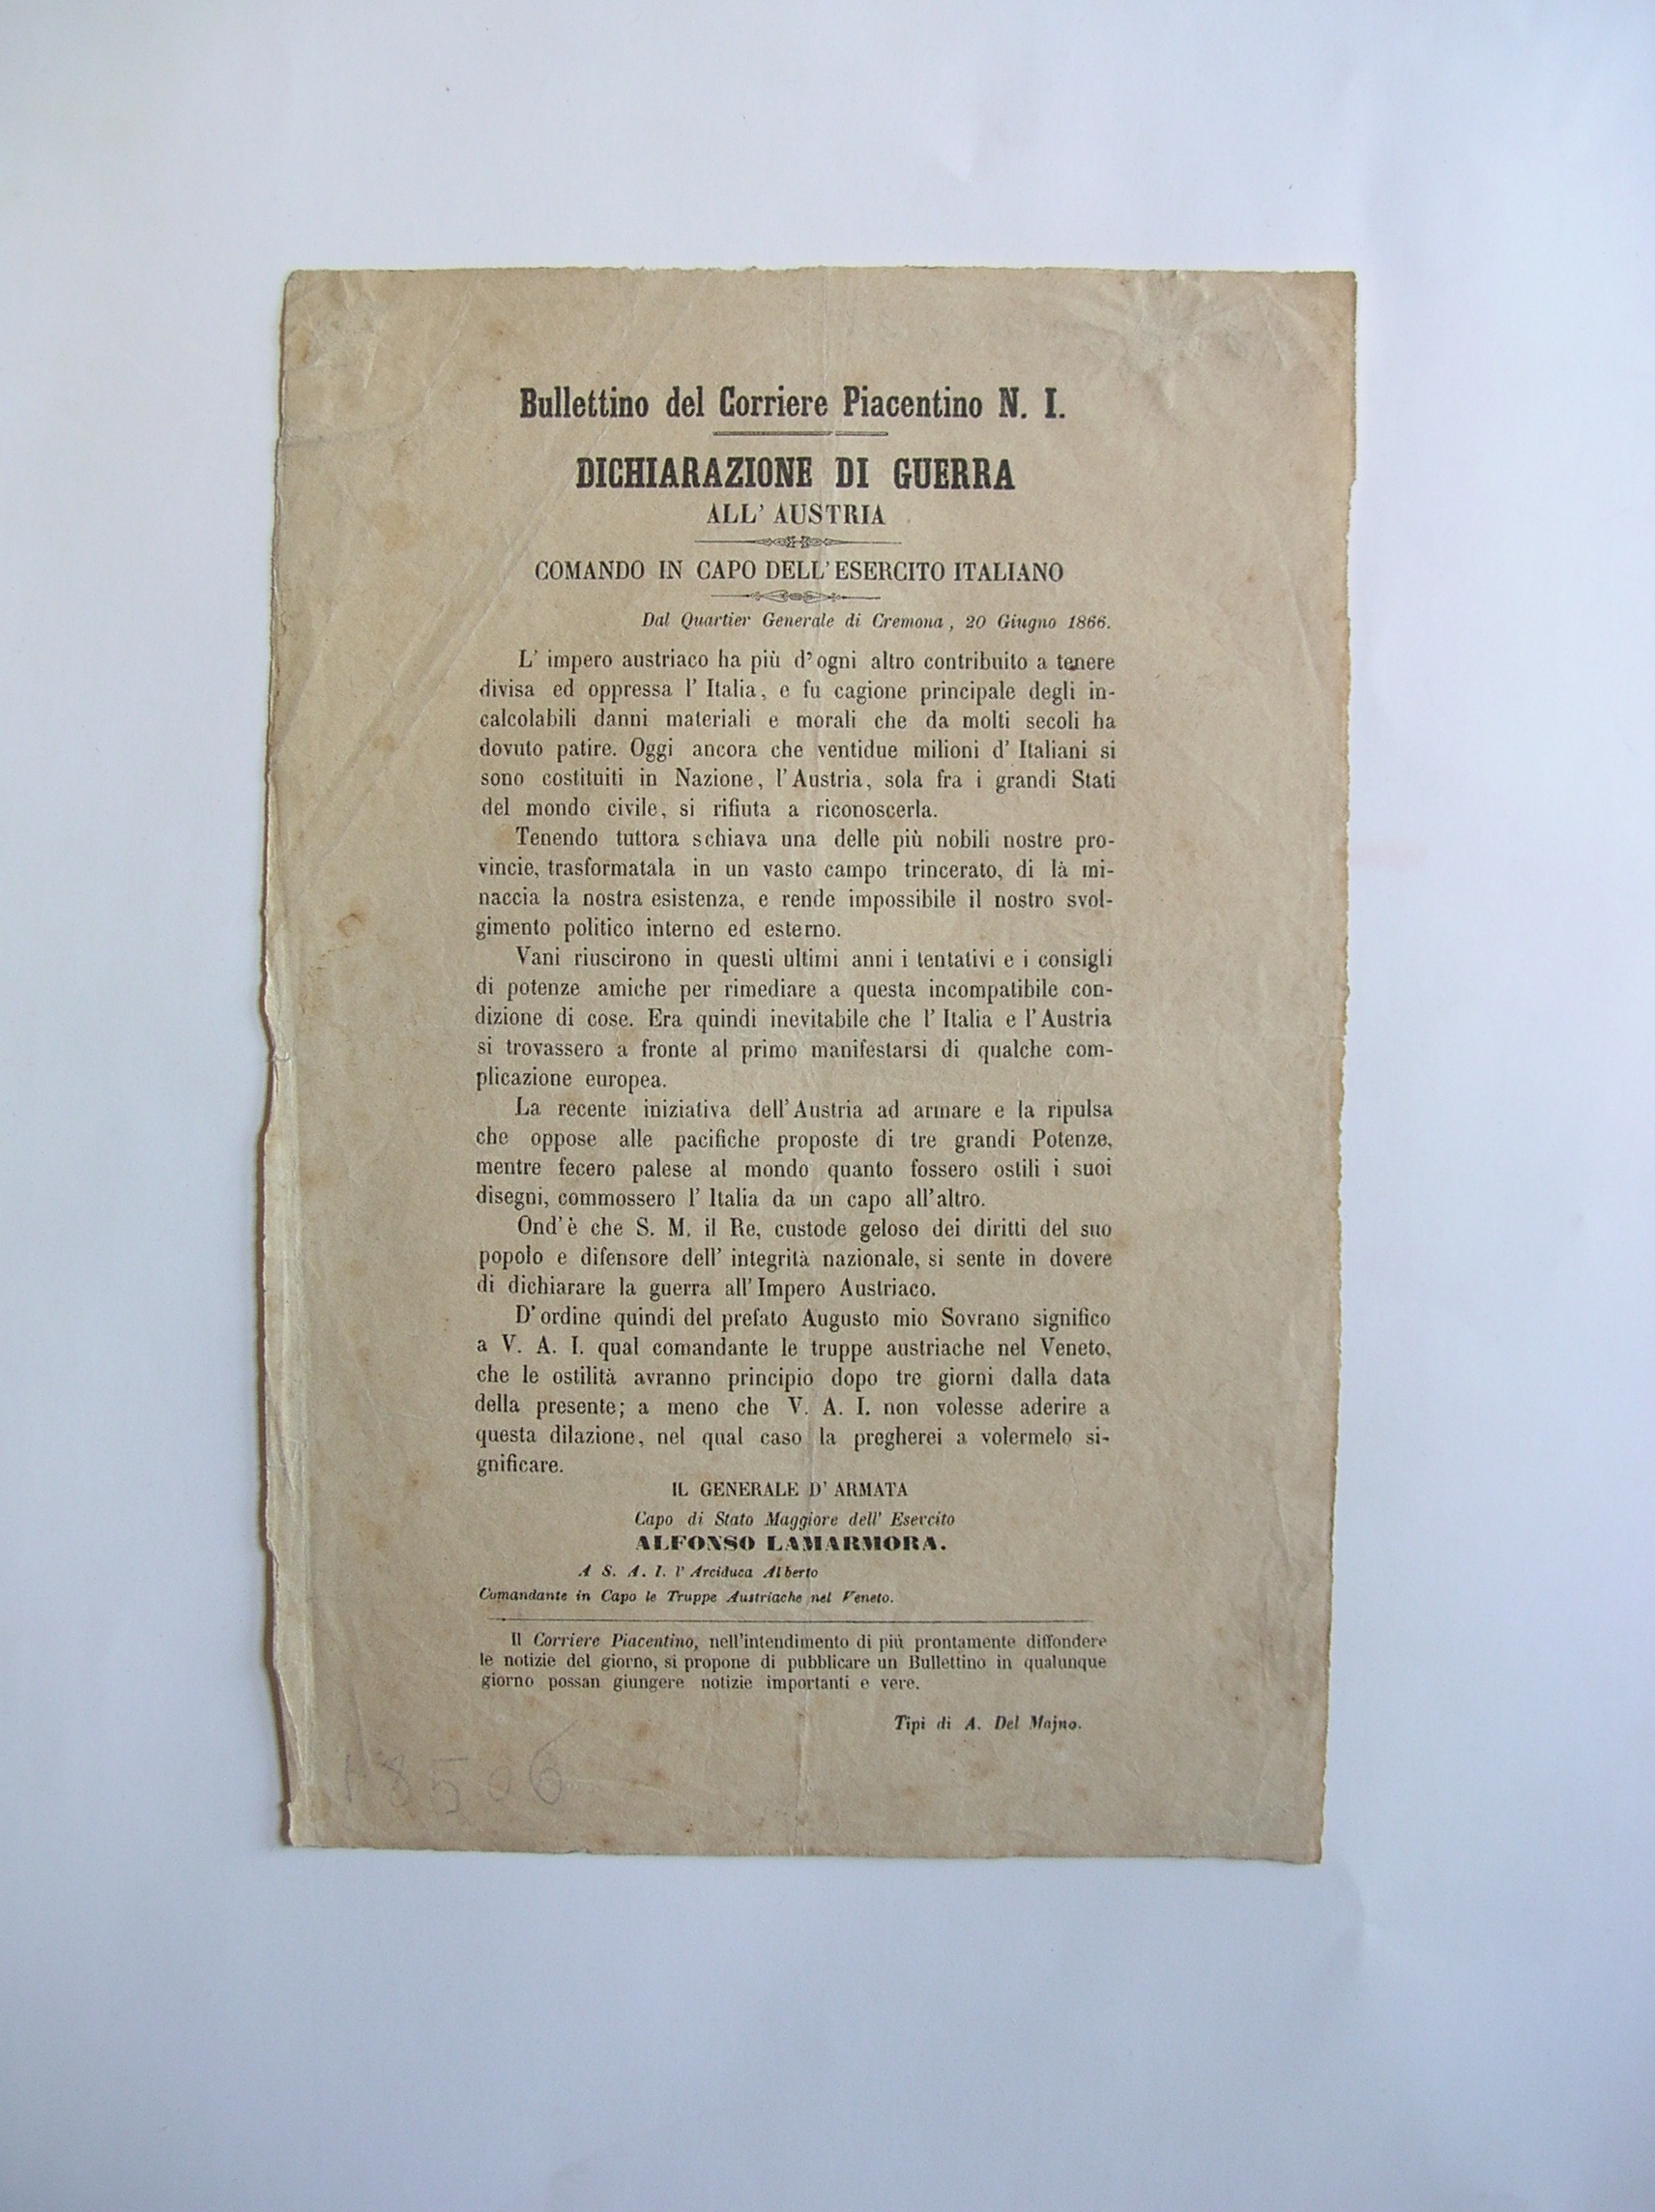 Bullettino del Corriere Piacentino N. I.
DICHIARAZIONE DI GUERRA
ALL' AUSTRIA
COMANDO IN CAPO DELL' ESERCITO ITALIANO
Dal Quartier Generale di Cremona, 20 Giugno 1866.
L' impero austriaco ha più d'ogni altro contribuito a tenere
divisa ed oppressa l' Italia, e fu cagione principale degli in-
calcolabili danni materiali e morali che da molti secoli ha
dovuto patire. Oggi ancora che ventidue milioni d' Italiani si
sono costituiti in Nazione, l'Austria, sola fra i grandi Stati
del mondo civile, si rifiuta a riconoscerla.
Tenendo tuttora schiava una delle più nobili nostre pro-
vincie, trasformatala in un vasto campo trincerato, di là mi-
naccia la nostra esistenza, e rende impossibile il nostro svol-
gimento politico interno ed esterno.
Vani riuscirono in questi ultimi anni i tentativi e i consigli
di potenze amiche per rimediare a questa incompatibile con-
dizione di cose. Era quindi inevitabile che l' Italia e l'Austria
si trovassero a fronte al primo manifestarsi di qualche com-
plicazione europea.
La recente iniziativa dell'Austria ad armare e la ripulsa
che oppose alle pacifiche proposte di tre grandi Potenze,
mentre fecero palese al mondo quanto fossero ostili i suoi
disegni, commossero l' Italia da un capo all'altro.
Ond'è che S. M. il Re, custode geloso dei diritti del suo
popolo e difensore dell' integrità nazionale, si sente in dovere
di dichiarare la guerra all'Impero Austriaco.
D'ordine quindi del prefato Augusto mio Sovrano significo
a V. A. I. qual comandante le truppe austriache nel Veneto,
che le ostilità avranno principio dopo tre giorni dalla data
della presente; a meno che V. A. I. non volesse aderire a
questa dilazione, nel qual caso la pregherei a volermelo si-
gnificare.
IL GENERALE D' ARMATA
Capo di Stato Maggiore dell' Esercito
ALFONSO LAMARMORA.
A S. A. I. l' Arciduca Alberto
Comandante in Capo le Truppe Austriache nel Veneto.
Il Corriere Piacentino, nell'intendimento di più prontamente diffondere
le notizie del giorno, si propone di pubblicare un Bullettino in qualunque
giorno possan giungere notizie importanti e vere.
Tipi di A. Del Majno.
18506